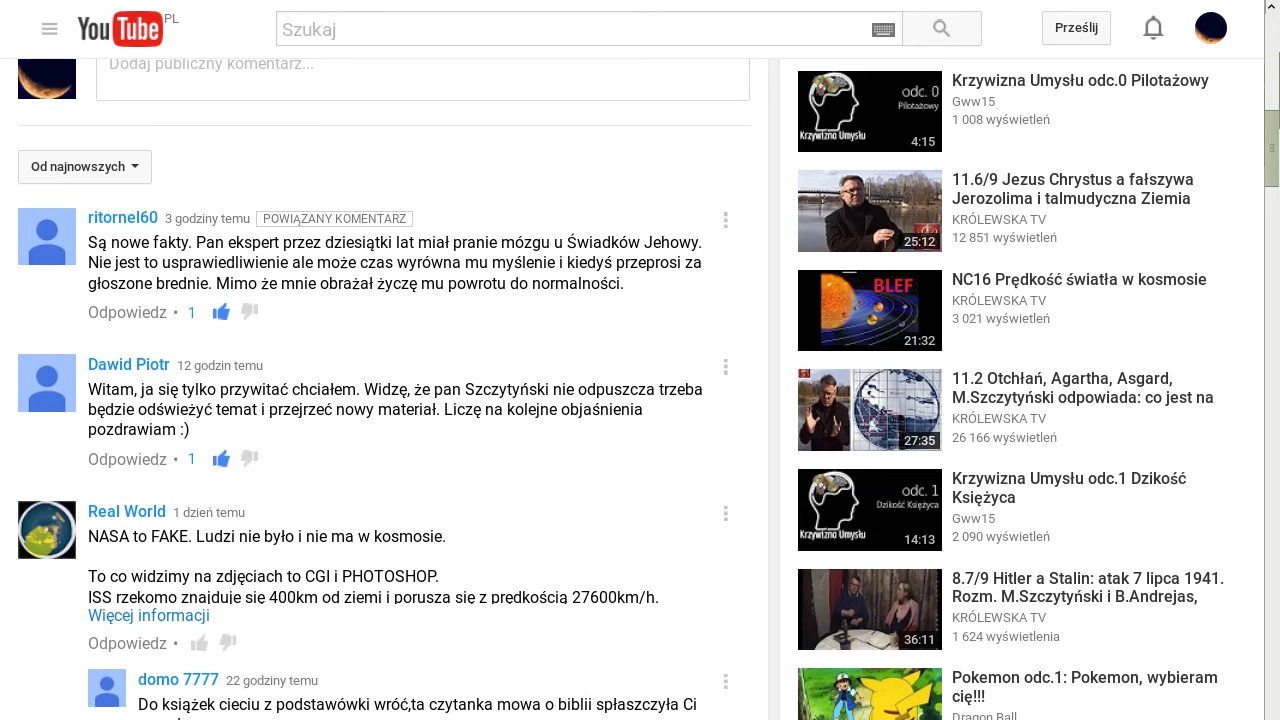 YouTube PL
Szukaj
Prześlij
Dodaj publiczny komentarz...
Od najnowszych
ritornel60 3 godziny temu POWIĄZANY KOMENTARZ
Są nowe fakty. Pan ekspert przez dziesiątki lat miał pranie mózgu u Świadków Jehowy.
Nie jest to usprawiedliwienie ale może czas wyrówna mu myślenie i kiedyś przeprosi za
głoszone brednie. Mimo że mnie obrażał życzę mu powrotu do normalności.
Odpowiedz • 1
Dawid Piotr 12 godzin temu
Witam, ja się tylko przywitać chciałem. Widzę, że pan Szczytyński nie odpuszcza trzeba
będzie odświeżyć temat i przejrzeć nowy materiał. Liczę na kolejne objaśnienia
pozdrawiam :)
Odpowiedz • 1
Real World 1 dzień temu
NASA to FAKE. Ludzi nie było i nie ma w kosmosie.
To co widzimy na zdjęciach to CGI i PHOTOSHOP.
ISS rzekomo znajduje się 400km od ziemi i porusza się z prędkością 27600km/h.
Więcej informacji
Odpowiedz •
domo 7777 22 godziny temu
Do książek cieciu z podstawówki wróć,ta czytanka mowa o biblii spłaszczyła Ci
odc. 0
Pilotażowy
Krzywizna Umysłu
4:15
Krzywizna Umysłu odc.0 Pilotażowy
Gww15
1 008 wyświetleń
25:12
11.6/9 Jezus Chrystus a fałszywa
Jerozolima i talmudyczna Ziemia
KRÓLEWSKA TV
12 851 wyświetleń
BLEF
21:32
NC16 Prędkość światła w kosmosie
KRÓLEWSKA TV
3 021 wyświetleń
27:35
11.2 Otchłań, Agartha, Asgard,
M.Szczytyński odpowiada: co jest na
KRÓLEWSKA TV
26 166 wyświetleń
odc. 1
Dzikość Księżyca
Krzywizna Umysłu
14:13
Krzywizna Umysłu odc.1 Dzikość
Księżyca
Gww15
2 090 wyświetleń
36:11
8.7/9 Hitler a Stalin: atak 7 lipca 1941.
Rozm. M.Szczytyński i B.Andrejas,
KRÓLEWSKA TV
1 624 wyświetlenia
Pokemon odc.1: Pokemon, wybieram
cię!!!
Dragon Ball